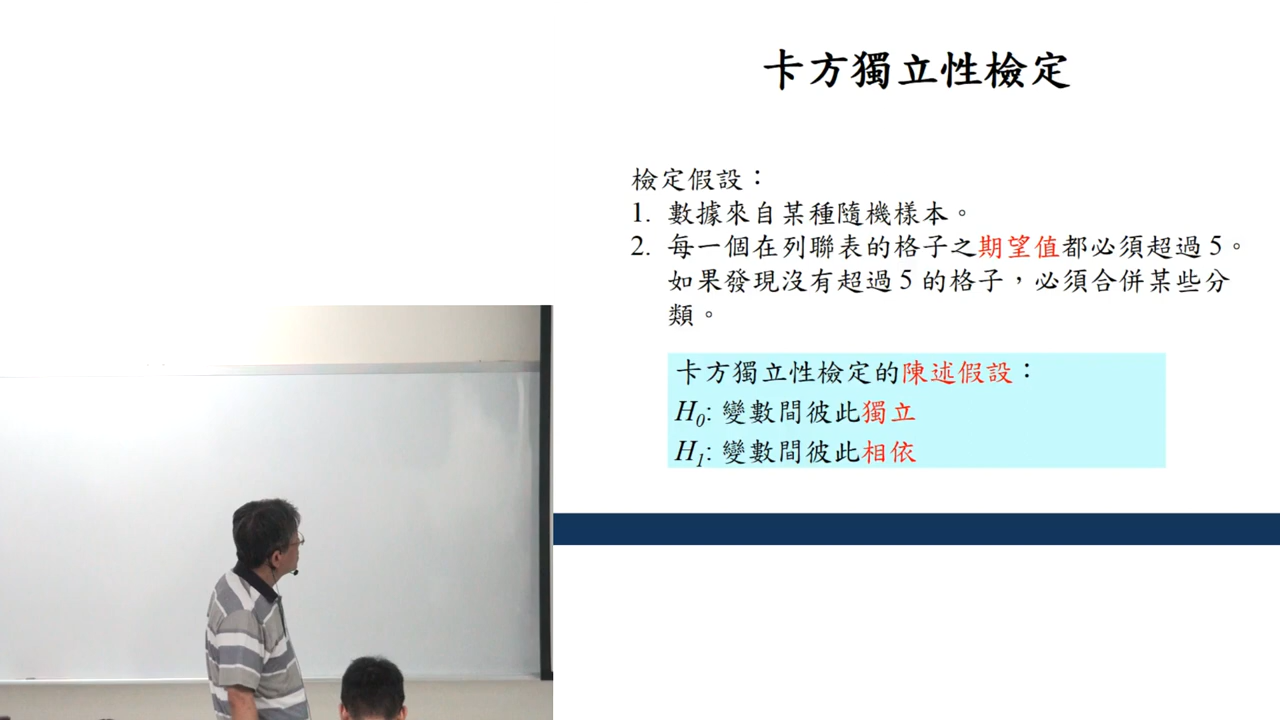 卡方獨立性檢定
檢定假設：
1. 數據來自某種隨機樣本。
2. 每一個在列聯表的格子之期望值都必須超過 5。
如果發現沒有超過 5 的格子，必須合併某些分
類。
卡方獨立性檢定的陳述假設：
H0: 變數間彼此獨立
H1: 變數間彼此相依